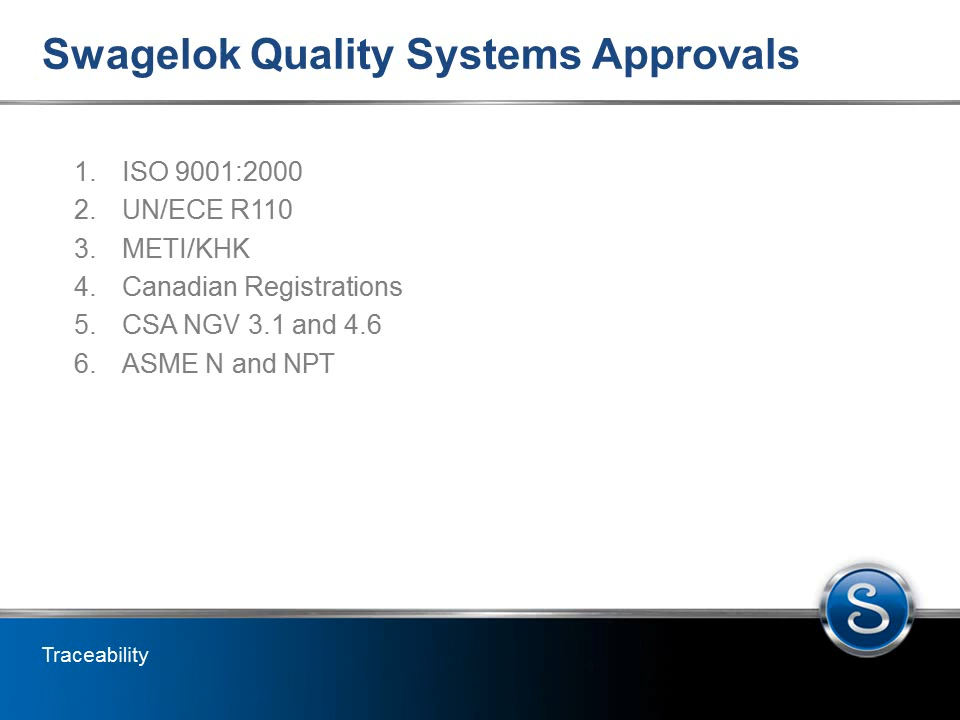 Swagelok Quality Systems Approvals
1. ISO 9001:2000
2. UN/ECE R110
3. METI/KHK
4. Canadian Registrations
5. CSA NGV 3.1 and 4.6
6. ASME N and NPT
S
Traceability